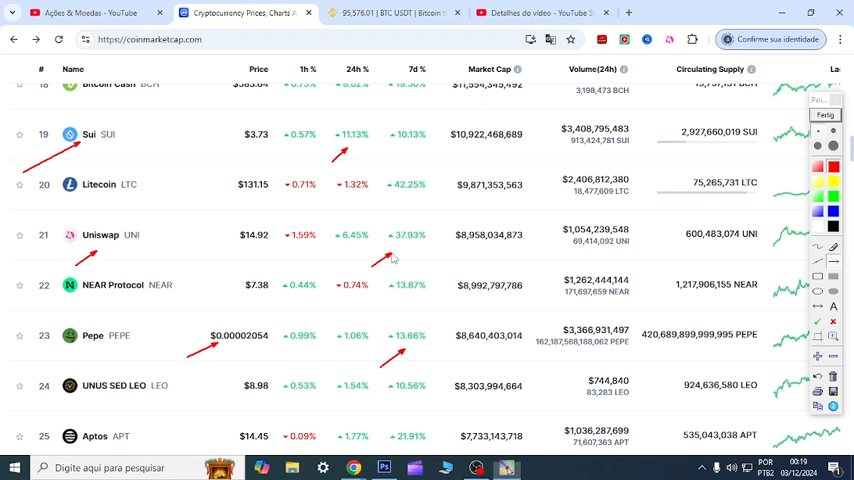 Ações & Moedas - YouTube
Cryptocurrency Prices, Charts A
95,576.01 | BTC USDT | Bitcoin t
Detalhes do vídeo - YouTube S
https://coinmarketcap.com
Confirme sua identidade
# Name Price 1h % 24h % 7d % Market Cap Volume(24h) Circulating Supply Las
18 Bitcoin Cash BCH
3,198,473 BCH
19 Sui SUI $3.73 0.57% 11.13% 10.13% $10,922,468,689 $3,408,795,483 2,927,660,019 SUI
913,424,781 SUI
20 Litecoin LTC $131.15 0.71% 1.32% 42.25% $9,871,353,563 $2,406,812,380 75,265,731 LTC
18,477,609 LTC
21 Uniswap UNI $14.92 1.59% 6.45% 37.93% $8,958,034,873 $1,054,239,548 600,483,074 UNI
69,414,092 UNI
22 NEAR Protocol NEAR $7.38 0.44% 0.74% 13.87% $8,992,797,786 $1,262,444,144 1,217,906,155 NEAR
171,697,659 NEAR
23 Pepe PEPE $0.00002054 0.99% 1.06% 13.66% $8,640,403,014 $3,366,931,497 420,689,899,999,995 PEPE
162,187,568,188,062 PEPE
24 UNUS SED LEO LEO $8.98 0.53% 1.54% 10.56% $8,303,994,664 $744,840 924,636,580 LEO
83,283 LEO
25 Aptos APT $14.45 0.09% 1.77% 21.91% $7,733,143,718 $1,036,287,699 535,043,038 APT
71,607,363 APT
Poi...
Fertig
Digite aqui para pesquisar
POR
PTB2
00:19
03/12/2024